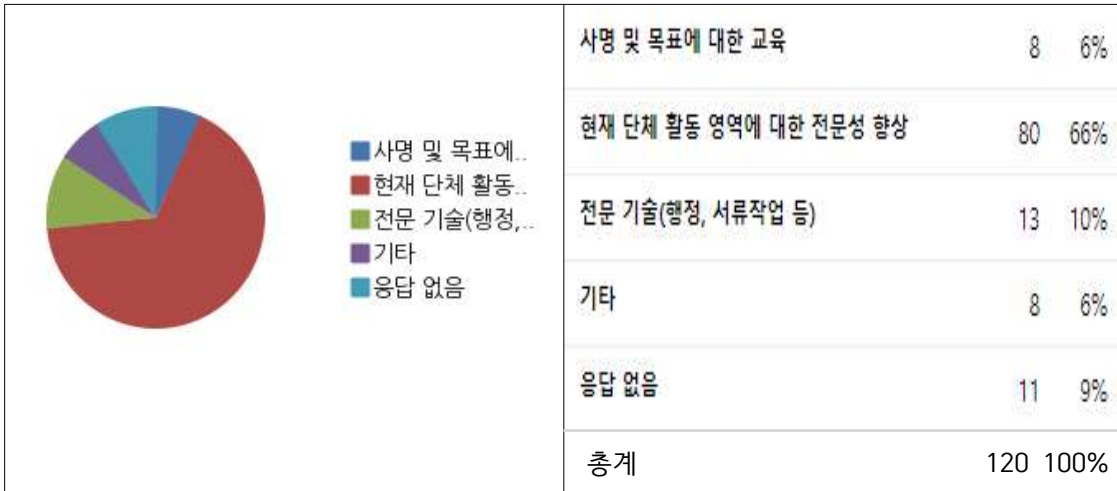 사명 및 목표에..
현재 단체 활동..
전문 기술(행정,..
기타
응답 없음
사명 및 목표에 대한 교육 8 6%
현재 단체 활동 영역에 대한 전문성 향상 80 66%
전문 기술(행정, 서류작업 등) 13 10%
기타 8 6%
응답 없음 11 9%
총계 120 100%